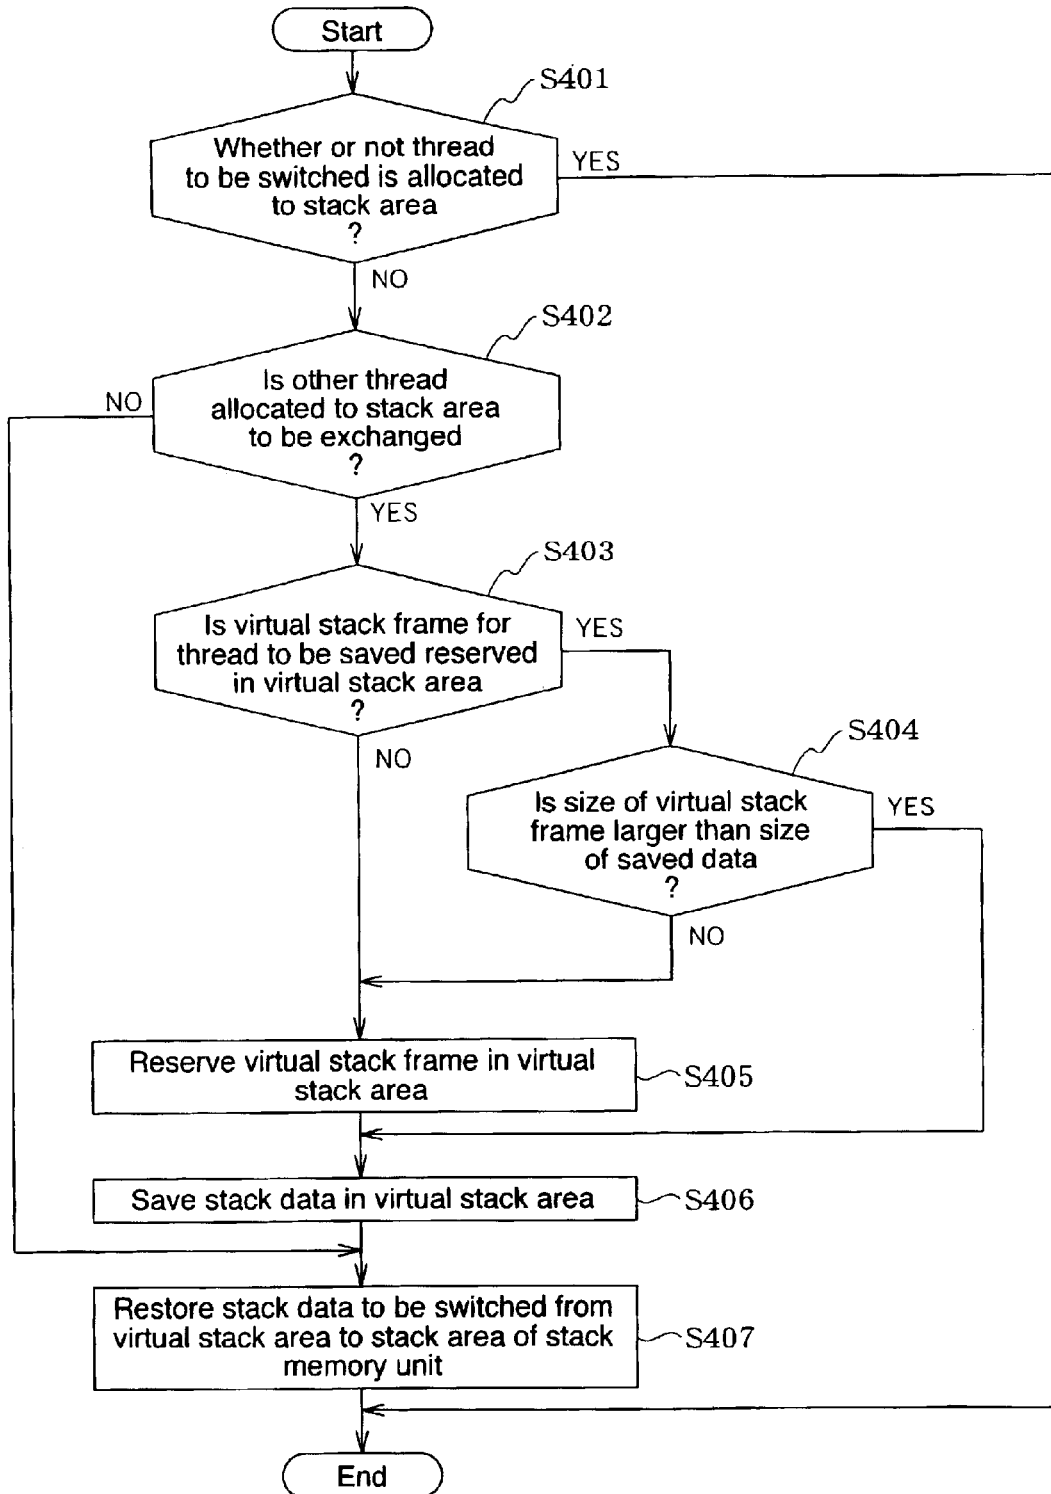 Start
S401
Whether or not thread
to be switched is allocated
to stack area
?
YES
NO
S402
Is other thread
allocated to stack area
to be exchanged
?
NO
YES
S403
Is virtual stack frame for
thread to be saved reserved
in virtual stack area
?
YES
NO
S404
Is size of virtual stack
frame larger than size
of saved data
?
YES
NO
Reserve virtual stack frame in virtual
stack area
S405
Save stack data in virtual stack area
S406
Restore stack data to be switched from
virtual stack area to stack area of stack
memory unit
S407
End